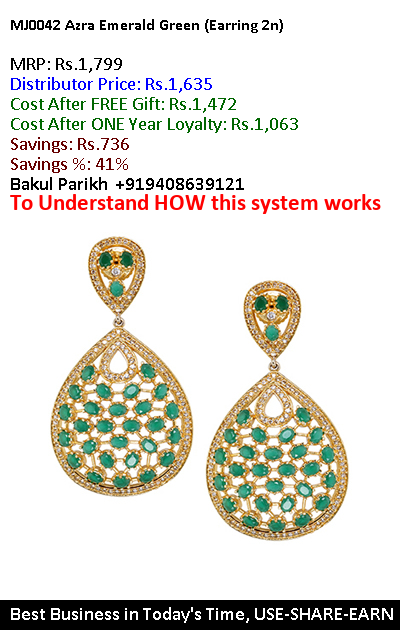 MJ0042 Azra Emerald Green (Earring 2n)
MRP: Rs.1,799
Distributor Price: Rs.1,635
Cost After FREE Gift: Rs.1,472
Cost After ONE Year Loyalty: Rs.1,063
Savings: Rs.736
Savings %: 41%
Bakul Parikh +919408639121
To Understand HOW this system works
Best Business in Today's Time, USE-SHARE-EARN